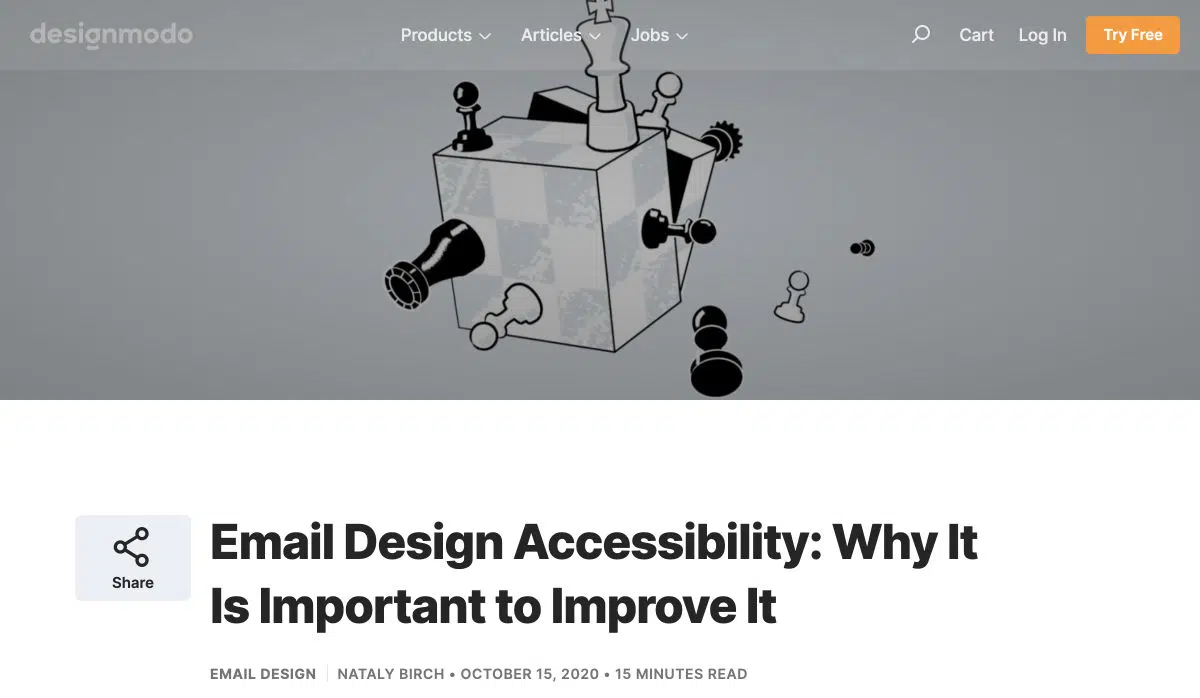 designmodo
Products Articles Jobs Cart Log In Try Free
Share
Email Design Accessibility: Why It
Is Important to Improve It
EMAIL DESIGN NATALY BIRCH • OCTOBER 15, 2020 • 15 MINUTES READ